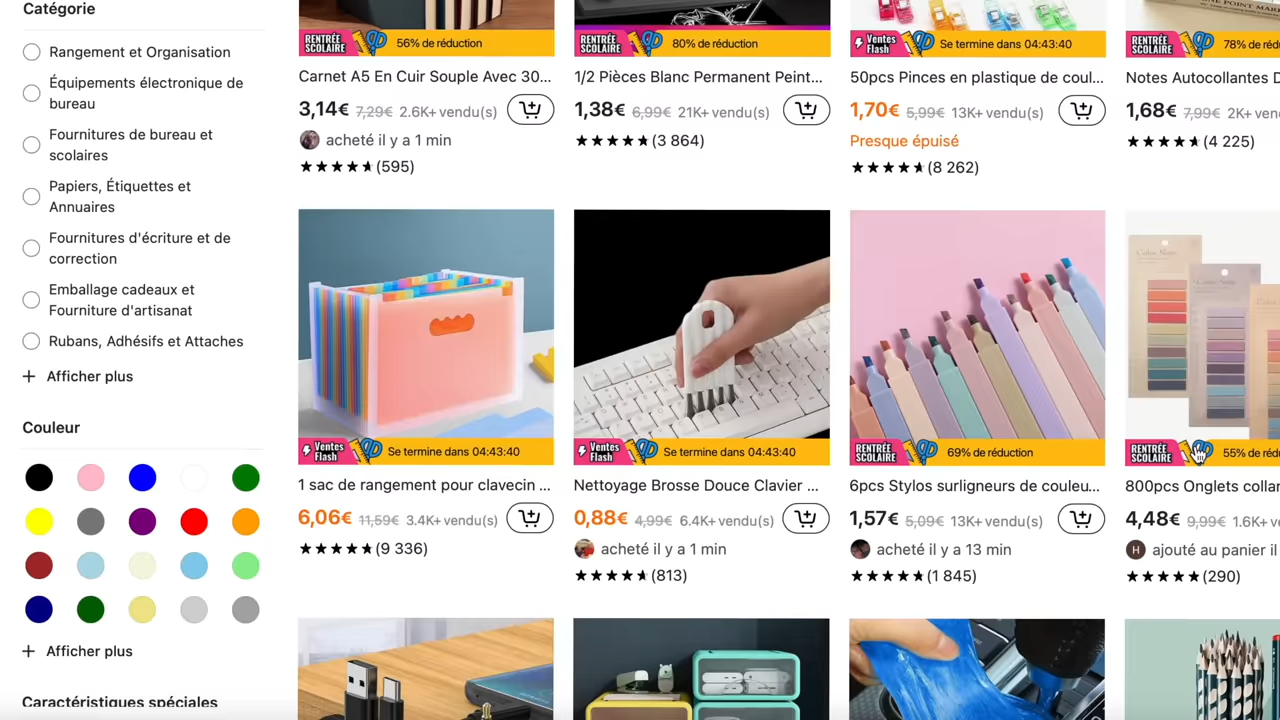 Catégorie
Rangement et Organisation
Équipements électronique de
bureau
Fournitures de bureau et
scolaires
Papiers, Étiquettes et
Annuaires
Fournitures d'écriture et de
correction
Emballage cadeaux et
Fourniture d'artisanat
Rubans, Adhésifs et Attaches
Afficher plus
Couleur
Afficher plus
Caractéristiques spéciales
RENTRÉE
SCOLAIRE
56% de réduction
Carnet A5 En Cuir Souple Avec 30...
3,14€ 7,29€ 2.6K+ vendu(s)
acheté il y a 1 min
(595)
RENTRÉE
SCOLAIRE
80% de réduction
1/2 Pièces Blanc Permanent Peint...
1,38€ 6,99€ 21K+ vendu(s)
(3 864)
Ventes
Flash
Se termine dans 04:43:40
50pcs Pinces en plastique de coul...
1,70€ 5,99€ 13K+ vendu(s)
Presque épuisé
(8 262)
RENTRÉE
SCOLAIRE
78% de réd
Notes Autocollantes D
1,68€ 7,99€ 2K+ ven
(4 225)
Ventes
Flash
Se termine dans 04:43:40
1 sac de rangement pour clavecin ...
6,06€ 11,59€ 3.4K+ vendu(s)
(9 336)
Ventes
Flash
Se termine dans 04:43:40
Nettoyage Brosse Douce Clavier ...
0,88€ 4,99€ 6.4K+ vendu(s)
acheté il y a 1 min
(813)
RENTRÉE
SCOLAIRE
69% de réduction
6pcs Stylos surligneurs de couleu...
1,57€ 5,09€ 13K+ vendu(s)
acheté il y a 13 min
(1 845)
Color Note
RENTRÉE
SCOLAIRE
55% de rédu
800pcs Onglets collan
4,48€ 9,99€ 1.6K+ v
H
ajouté au panier il
(290)